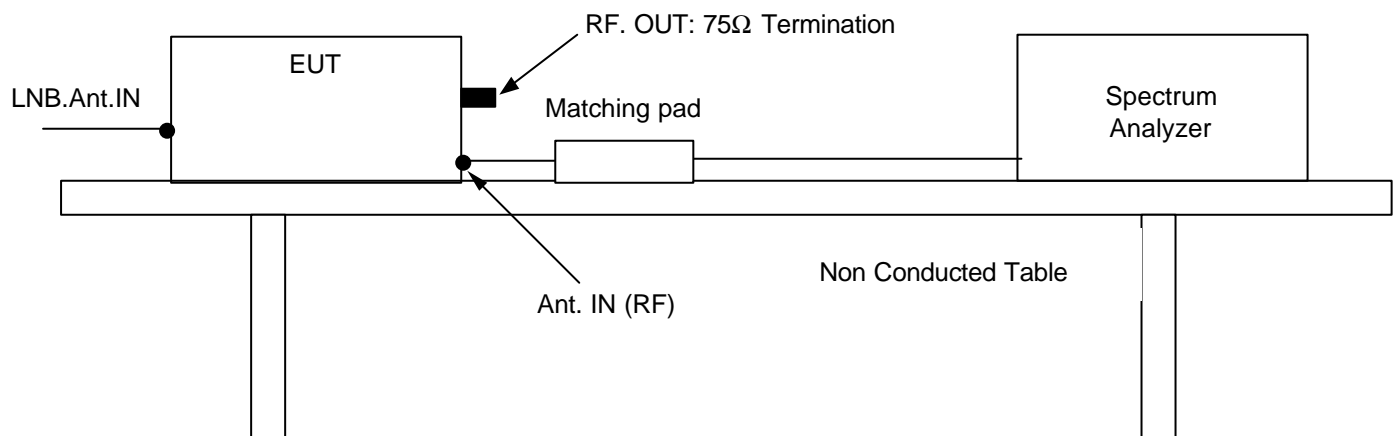 RF. OUT: 75Ω Termination
EUT
LNB.Ant.IN
Matching pad
Spectrum
Analyzer
Non Conducted Table
Ant. IN (RF)